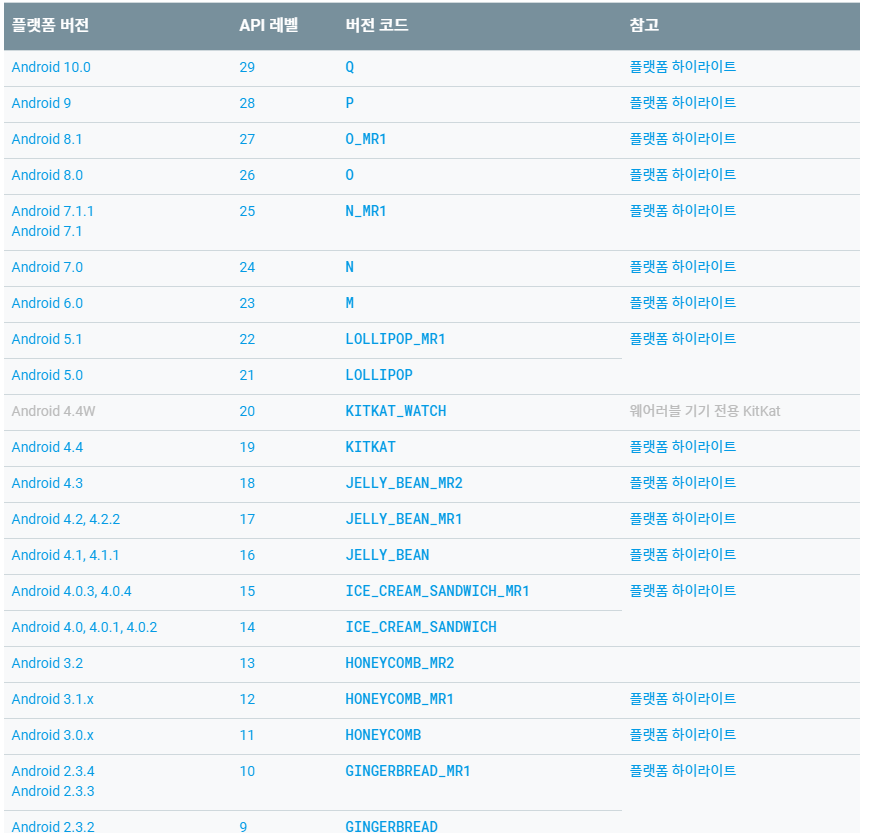 플랫폼 버전 API 레벨 버전 코드 참고
Android 10.0 29 Q 플랫폼 하이라이트
Android 9 28 P 플랫폼 하이라이트
Android 8.1 27 O_MR1 플랫폼 하이라이트
Android 8.0 26 O 플랫폼 하이라이트
Android 7.1.1 25 N_MR1 플랫폼 하이라이트
Android 7.1
Android 7.0 24 N 플랫폼 하이라이트
Android 6.0 23 M 플랫폼 하이라이트
Android 5.1 22 LOLLIPOP_MR1 플랫폼 하이라이트
Android 5.0 21 LOLLIPOP
Android 4.4W 20 KITKAT_WATCH 웨어러블 기기 전용 KitKat
Android 4.4 19 KITKAT 플랫폼 하이라이트
Android 4.3 18 JELLY_BEAN_MR2 플랫폼 하이라이트
Android 4.2, 4.2.2 17 JELLY_BEAN_MR1 플랫폼 하이라이트
Android 4.1, 4.1.1 16 JELLY_BEAN 플랫폼 하이라이트
Android 4.0.3, 4.0.4 15 ICE_CREAM_SANDWICH_MR1 플랫폼 하이라이트
Android 4.0, 4.0.1, 4.0.2 14 ICE_CREAM_SANDWICH
Android 3.2 13 HONEYCOMB_MR2
Android 3.1.x 12 HONEYCOMB_MR1 플랫폼 하이라이트
Android 3.0.x 11 HONEYCOMB 플랫폼 하이라이트
Android 2.3.4 10 GINGERBREAD_MR1 플랫폼 하이라이트
Android 2.3.3
Android 2.3.2 9 GINGERBREAD